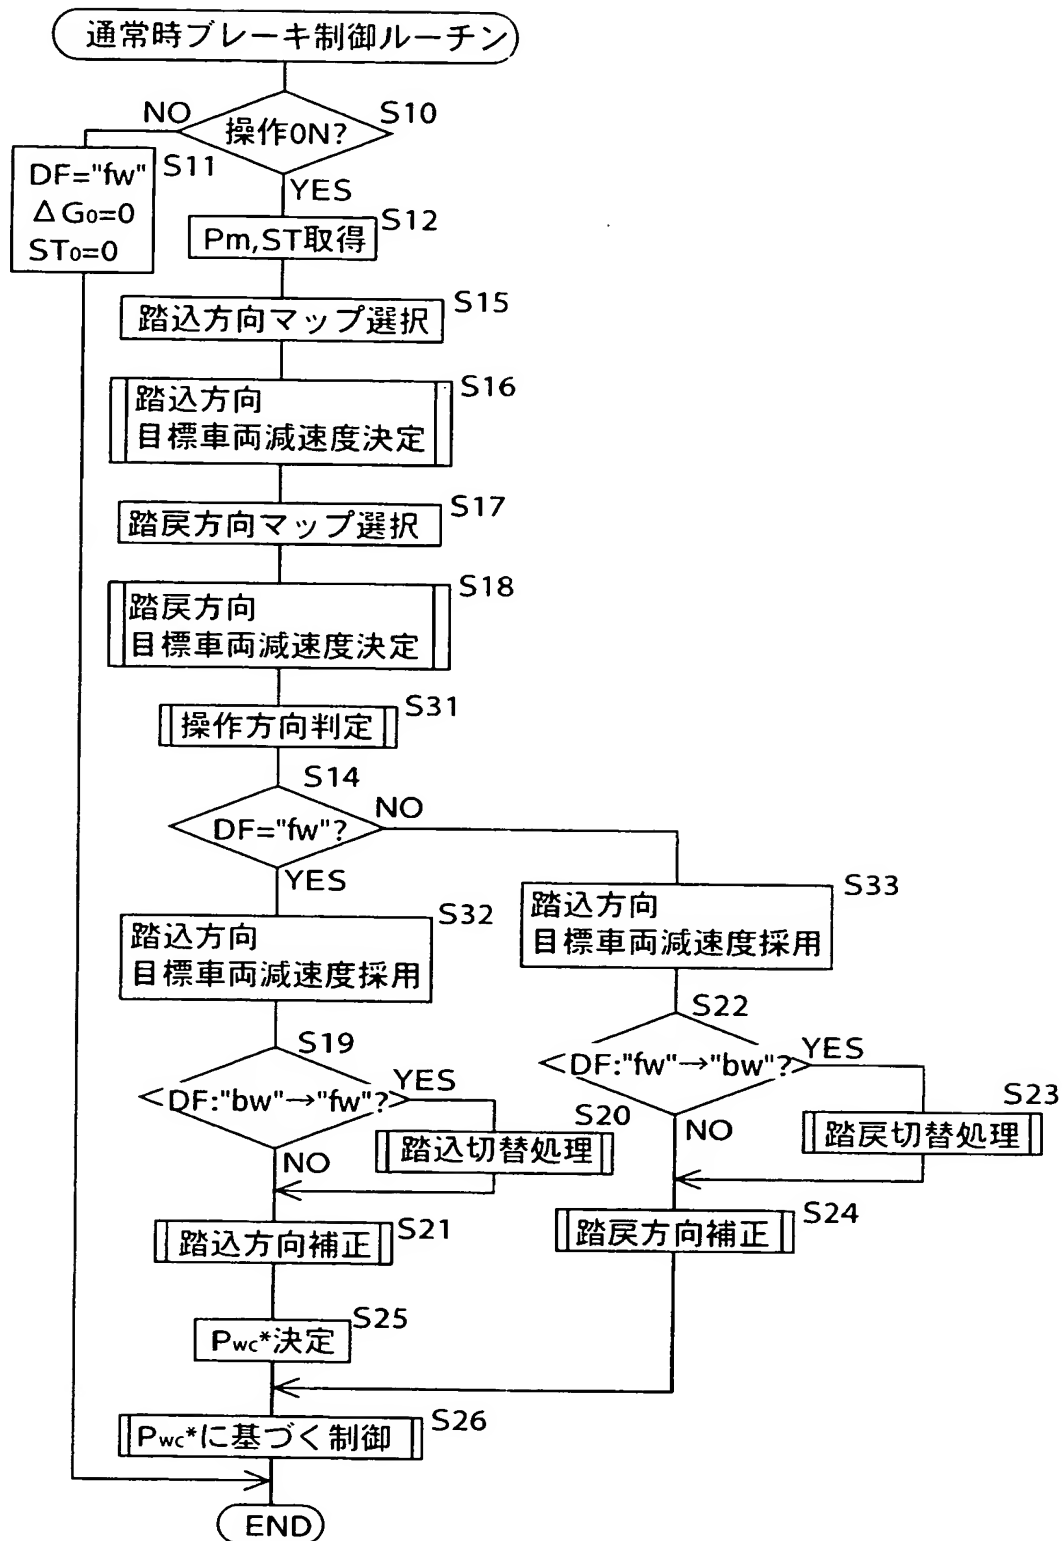 通常時ブレーキ制御ルーチン
NO
S10
操作ON?
S11
DF="fw"
ΔG₀=0
ST₀=0
YES
S12
Pm,ST取得
S15
踏込方向マップ選択
S16
踏込方向
目標車両減速度決定
S17
踏戻方向マップ選択
S18
踏戻方向
目標車両減速度決定
S31
操作方向判定
S14
DF="fw"?
NO
YES
S32
踏込方向
目標車両減速度採用
S33
踏込方向
目標車両減速度採用
S19
DF:"bw"→"fw"?
YES
S20
踏込切替処理
NO
S22
DF:"fw"→"bw"?
YES
S23
踏戻切替処理
NO
S21
踏込方向補正
S24
踏戻方向補正
S25
Pwc*決定
S26
Pwc*に基づく制御
END